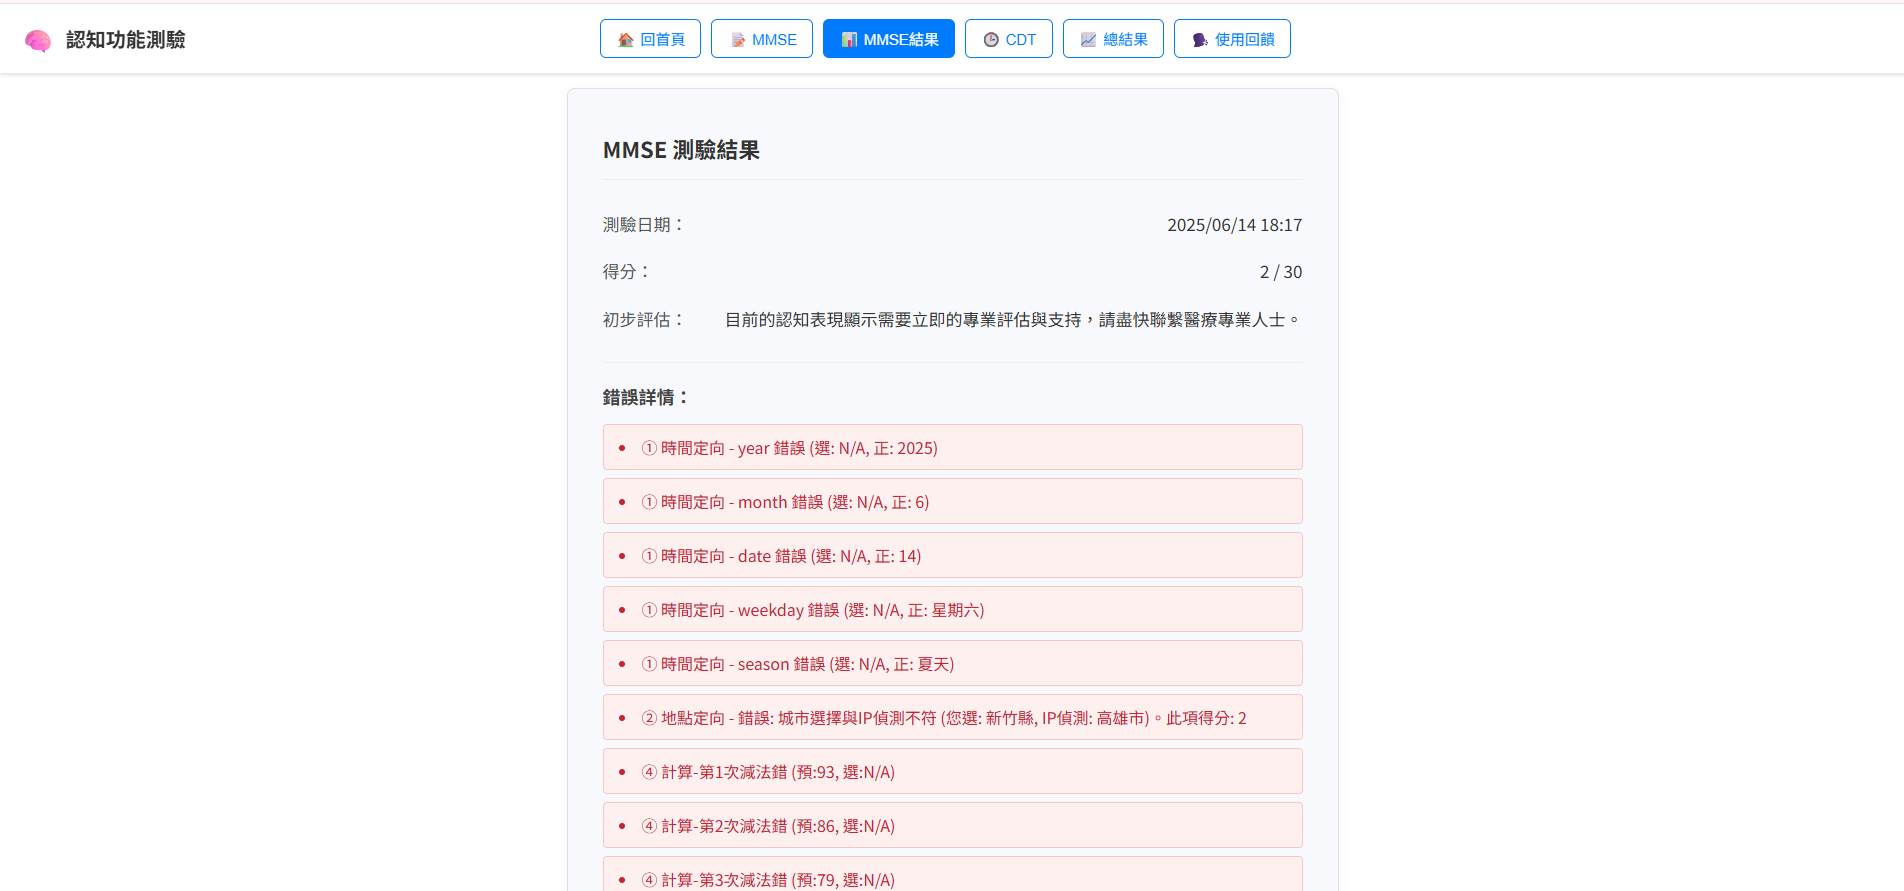 認知功能測驗
回首頁 MMSE MMSE結果 CDT 總結果 使用回饋
MMSE 測驗結果
測驗日期： 2025/06/14 18:17
得分： 2 / 30
初步評估： 目前的認知表現顯示需要立即的專業評估與支持，請盡快聯繫醫療專業人士。
錯誤詳情：
• ① 時間定向 - year 錯誤 (選: N/A, 正: 2025)
• ① 時間定向 - month 錯誤 (選: N/A, 正: 6)
• ① 時間定向 - date 錯誤 (選: N/A, 正: 14)
• ① 時間定向 - weekday 錯誤 (選: N/A, 正: 星期六)
• ① 時間定向 - season 錯誤 (選: N/A, 正: 夏天)
• ② 地點定向 - 錯誤: 城市選擇與IP偵測不符 (您選: 新竹縣, IP偵測: 高雄市)。此項得分: 2
• ④ 計算-第1次減法錯 (預:93, 選:N/A)
• ④ 計算-第2次減法錯 (預:86, 選:N/A)
• ④ 計算-第3次減法錯 (預:79, 選:N/A)